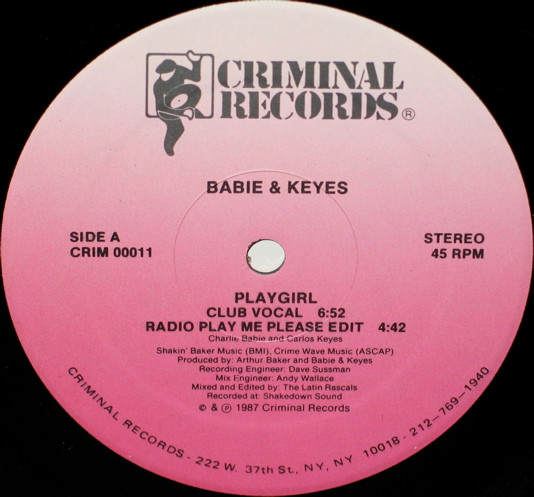 CRIMINAL
RECORDS®
BABIE & KEYES
SIDE A
CRIM 00011
STEREO
45 RPM
PLAYGIRL
CLUB VOCAL 6:52
RADIO PLAY ME PLEASE EDIT 4:42
Charlie Babie and Carlos Keyes
Shakin' Baker Music (BMI), Crime Wave Music (ASCAP)
Produced by: Arthur Baker and Babie & Keyes
Recording Engineer: Dave Sussman
Mix Engineer: Andy Wallace
Mixed and Edited by: The Latin Rascals
Recorded at: Shakedown Sound
© & ℗ 1987 Criminal Records
CRIMINAL RECORDS - 222 W. 37th St., NY, NY 10018 - 212-769-1940